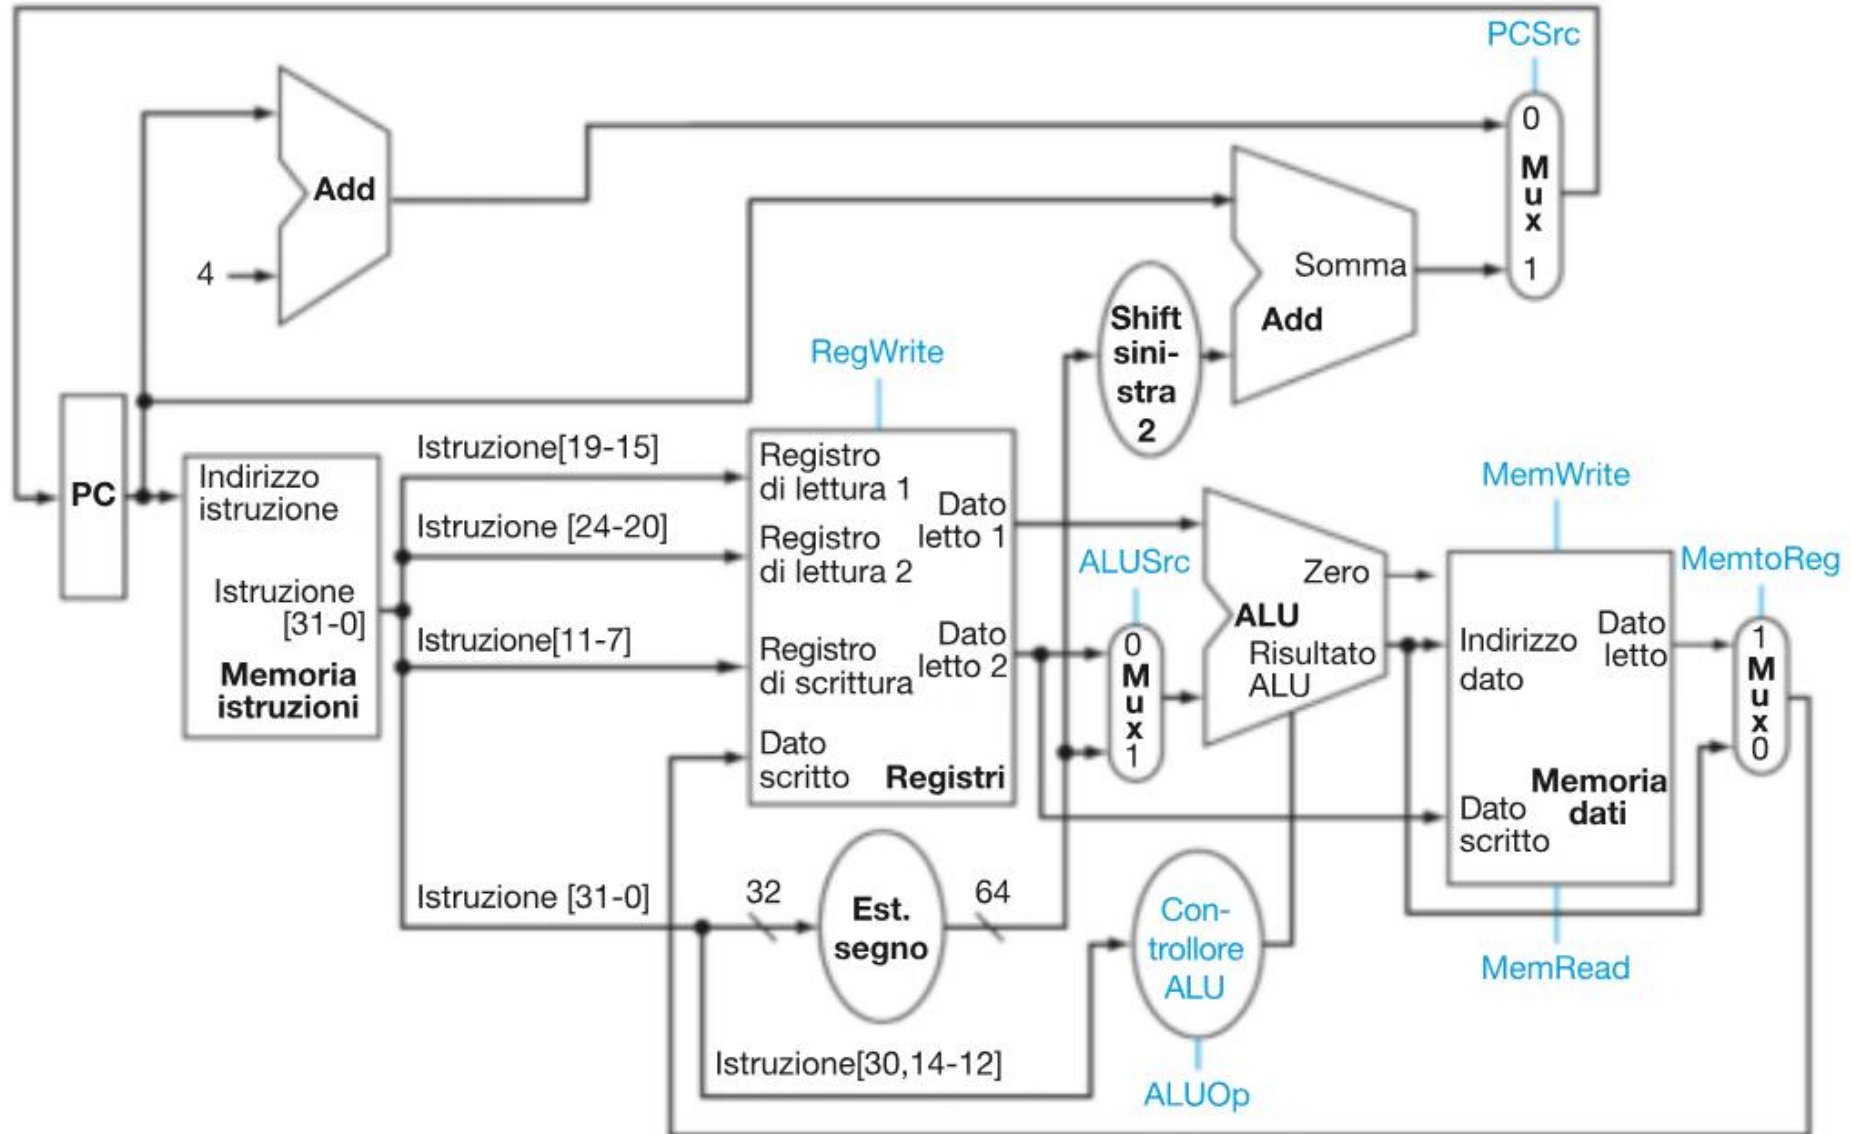 PCSrc
0
M
u
x
1
Add
4
Somma
Add
Shift
sini-
stra
2
RegWrite
PC
Indirizzo
istruzione
Istruzione
[31-0]
Memoria
istruzioni
Istruzione[19-15]
Istruzione [24-20]
Istruzione[11-7]
Registro
di lettura 1
Registro
di lettura 2
Registro
di scrittura
Dato
scritto
Dato
letto 1
Dato
letto 2
Registri
ALUSrc
0
M
u
x
1
Zero
ALU
Risultato
ALU
MemWrite
Indirizzo
dato
Dato
letto
Dato
scritto
Memoria
dati
MemRead
MemtoReg
1
M
u
x
0
Istruzione [31-0]
32
Est.
segno
64
Con-
trollore
ALU
Istruzione[30,14-12]
ALUOp